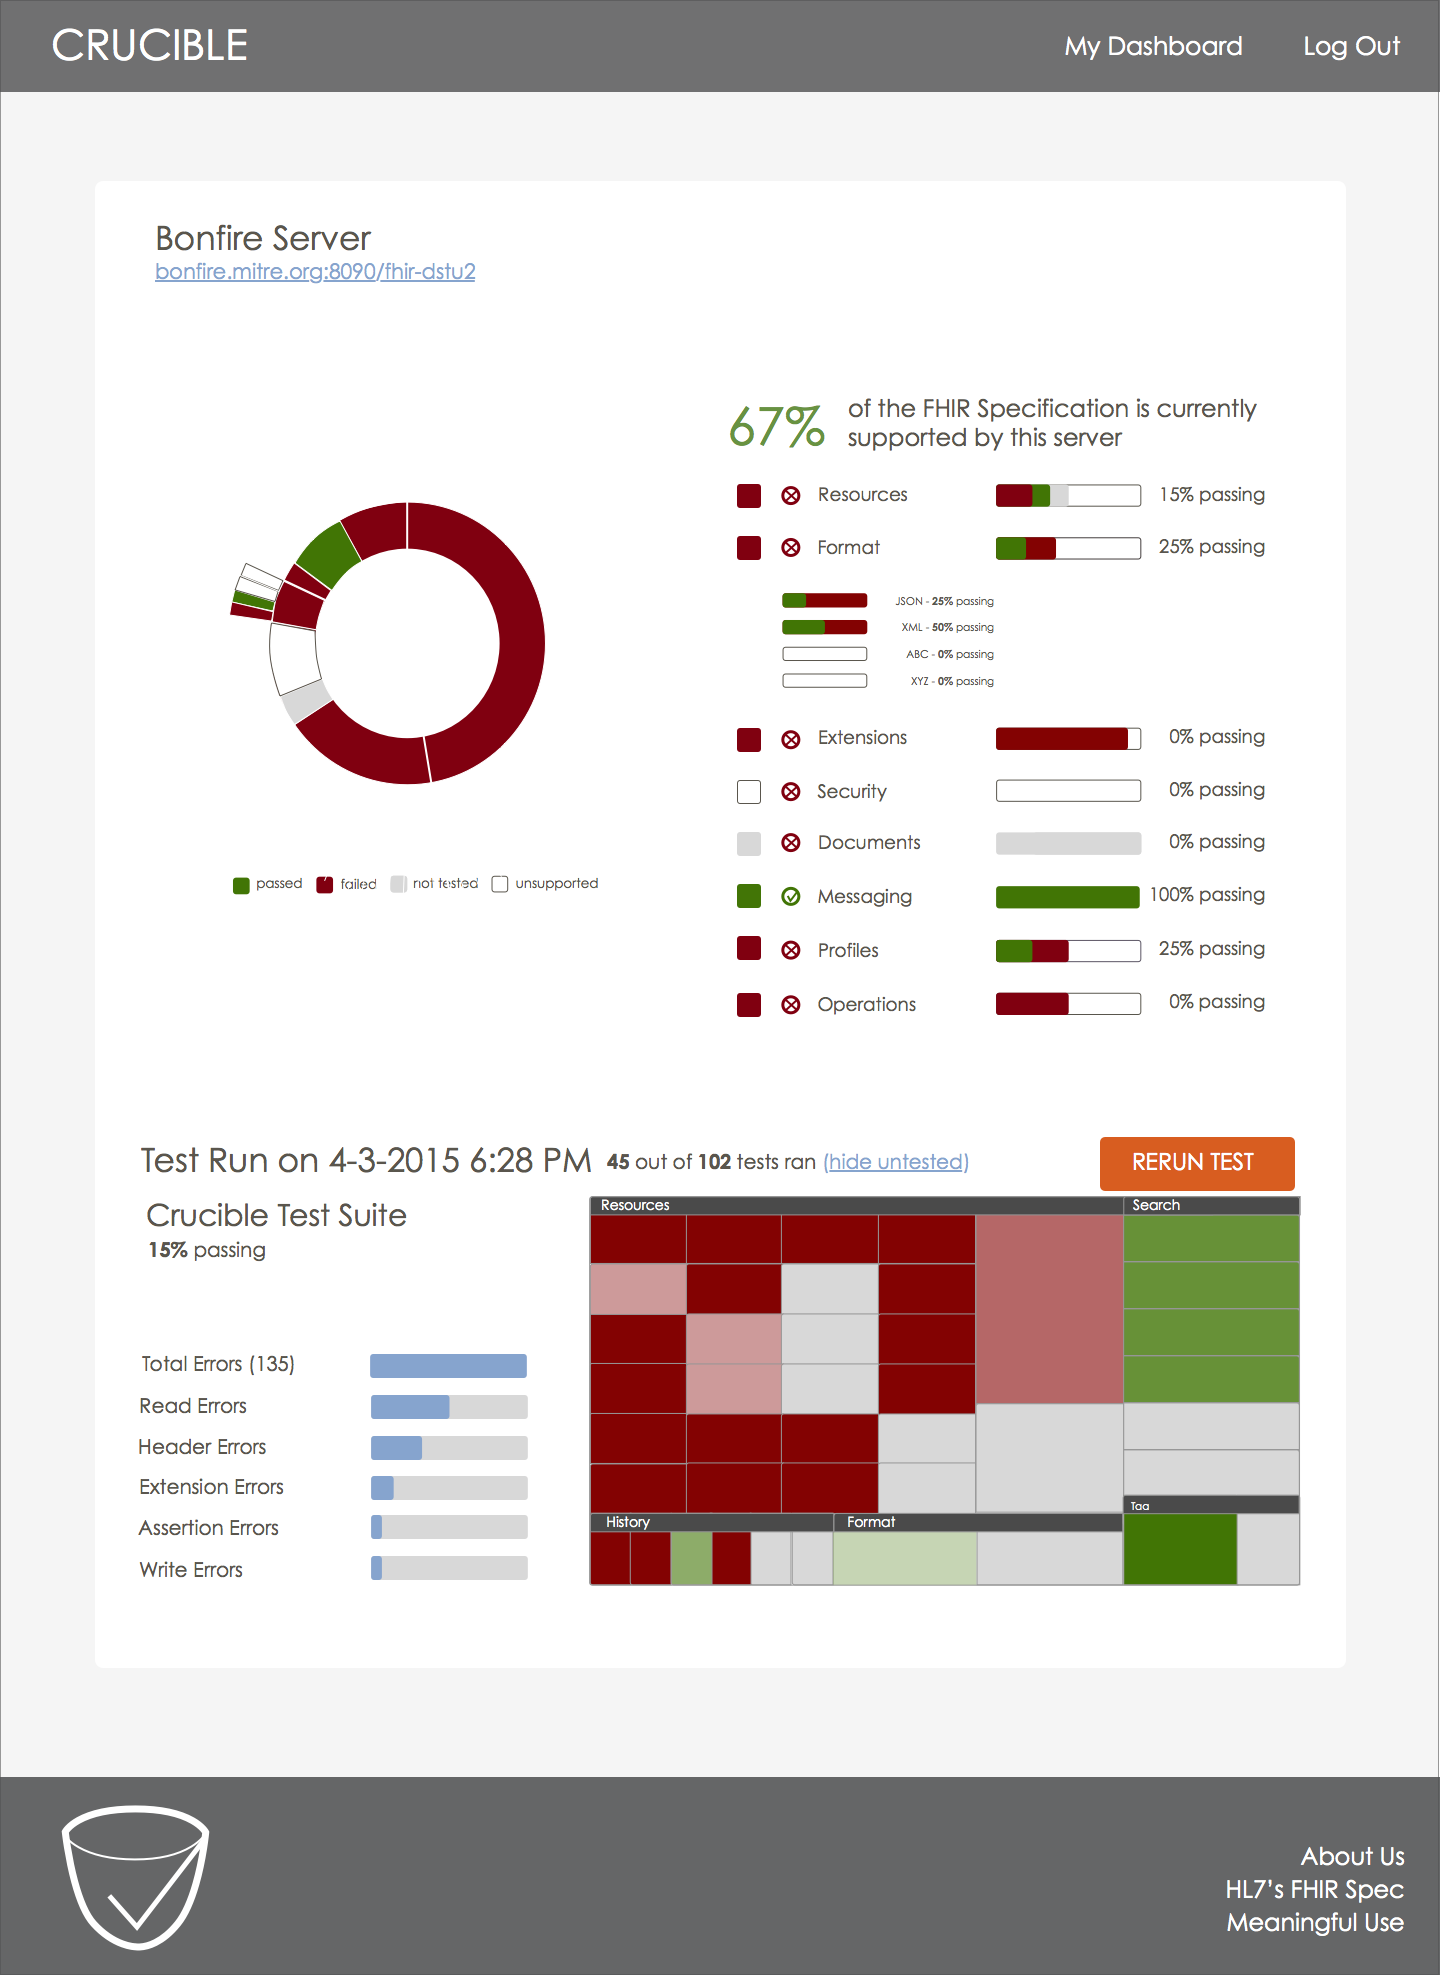 CRUCIBLE
My Dashboard
Log Out
Bonfire Server
bonfire.mitre.org:8090/fhir-dstu2
67%
of the FHIR Specification is currently
supported by this server
Resources
15% passing
Format
25% passing
JSON - 25% passing
XML - 50% passing
ABC - 0% passing
XYZ - 0% passing
Extensions
0% passing
Security
0% passing
Documents
0% passing
Messaging
100% passing
Profiles
25% passing
Operations
0% passing
passed
failed
not tested
unsupported
Test Run on 4-3-2015 6:28 PM
45 out of 102 tests ran (hide untested)
RERUN TEST
Crucible Test Suite
15% passing
Total Errors (135)
Read Errors
Header Errors
Extension Errors
Assertion Errors
Write Errors
Resources
Search
Tag
History
Format
About Us
HL7’s FHIR Spec
Meaningful Use